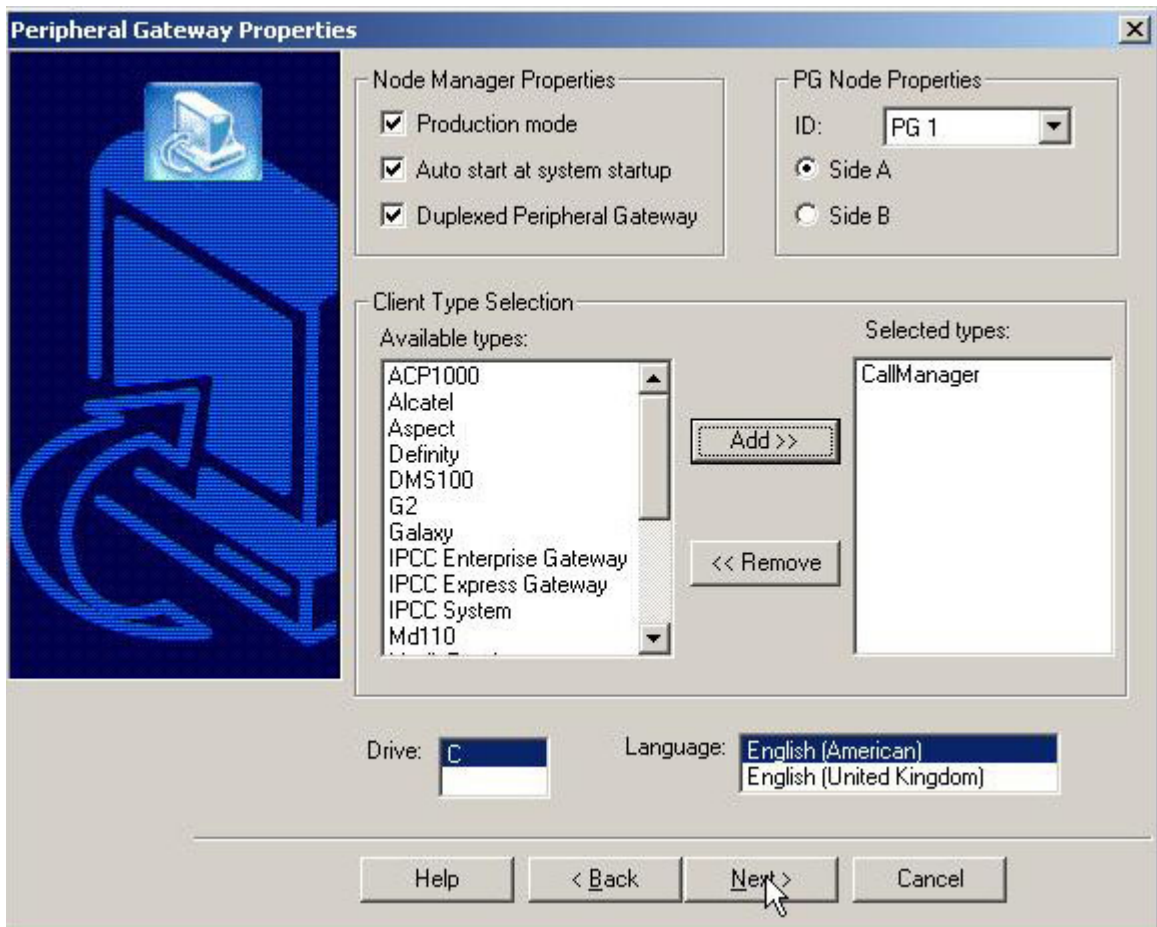 Peripheral Gateway Properties
Node Manager Properties
Production mode
Auto start at system startup
Duplexed Peripheral Gateway
PG Node Properties
ID: PG 1
Side A
Side B
Client Type Selection
Available types:
ACP1000
Alcatel
Aspect
Definity
DMS100
G2
Galaxy
IPCC Enterprise Gateway
IPCC Express Gateway
IPCC System
Md110
Add >>
<< Remove
Selected types:
CallManager
Drive: C
Language: English (American)
English (United Kingdom)
Help
< Back
Next >
Cancel